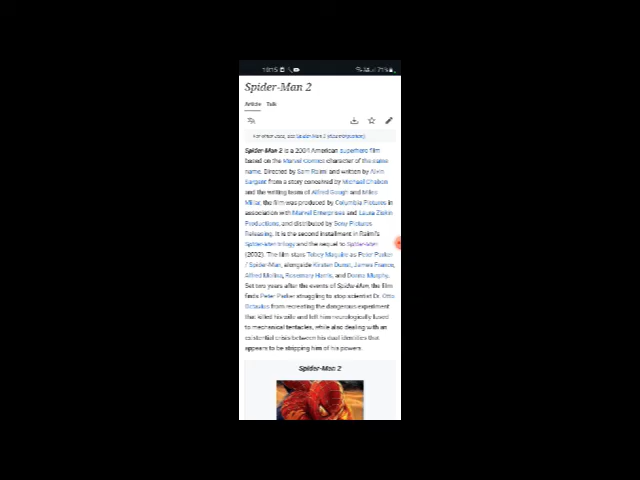 Spider-Man 2
Article Talk
For other uses, see Spider-Man 2 (disambiguation)
Spider-Man 2 is a 2004 American superhero film
based on the Marvel Comics character of the same
name. Directed by Sam Raimi and written by Alvin
Sargent from a story conceived by Michael Chabon
and the writing team of Alfred Gough and Miles
Millar, the film was produced by Columbia Pictures in
association with Marvel Enterprises and Laura Ziskin
Productions, and distributed by Sony Pictures
Releasing. It is the second installment in Raimi's
Spider-Man trilogy and the sequel to Spider-Man
(2002). The film stars Tobey Maguire as Peter Parker
/ Spider-Man, alongside Kirsten Dunst, James Franco,
Alfred Molina, Rosemary Harris, and Donna Murphy.
Set two years after the events of Spider-Man, the film
finds Peter Parker struggling to stop scientist Dr. Otto
Octavius from recreating the dangerous experiment
that killed his wife and left him neurologically fused
to mechanical tentacles, while also dealing with an
existential crisis between his dual identities that
appears to be stripping him of his powers.
Spider-Man 2